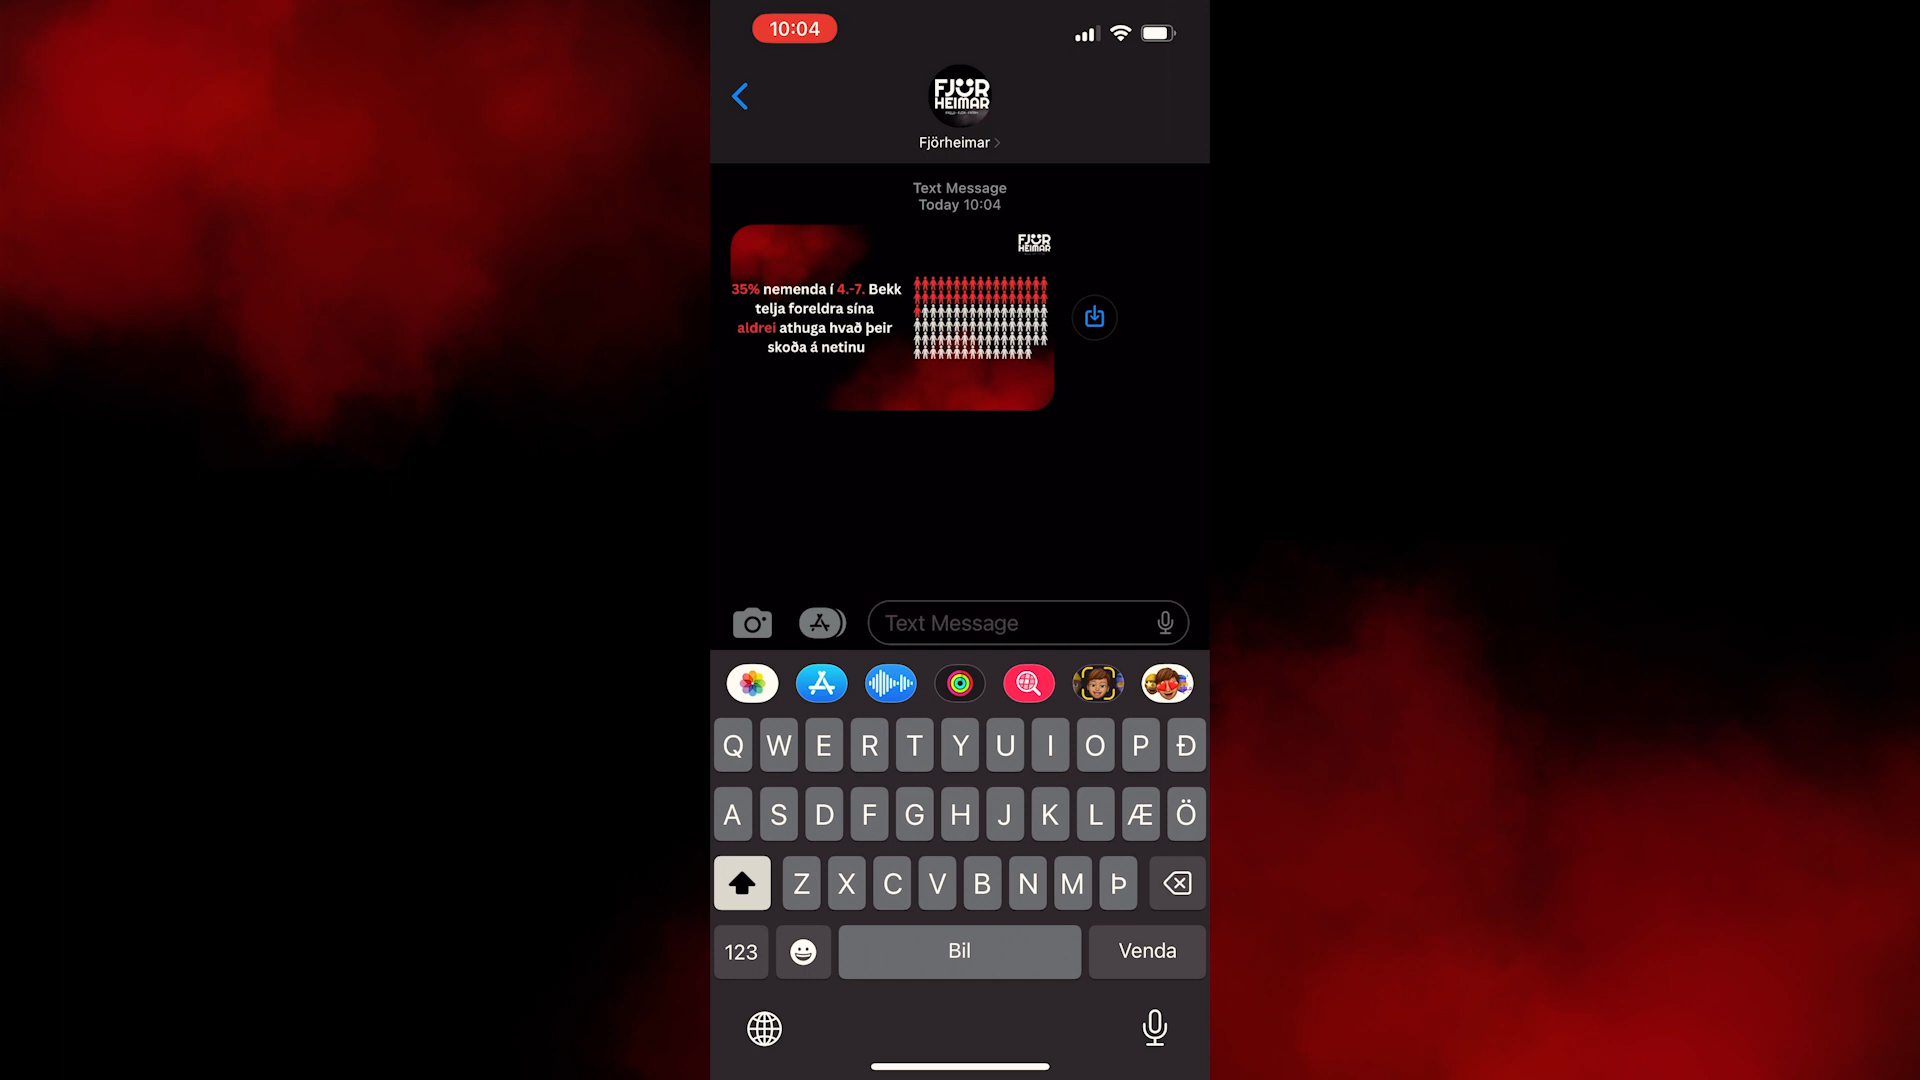 10:04
FJÖR
HEIMAR
Fjörheimar
Text Message
Today 10:04
FJÖR
HEIMAR
35% nemenda í 4.-7. Bekk
telja foreldra sína
aldrei athuga hvað þeir
skoða á netinu
Text Message
Q W E R T Y U I O P Ð
A S D F G H J K L Æ Ö
Z X C V B N M Þ
123
Bil
Venda